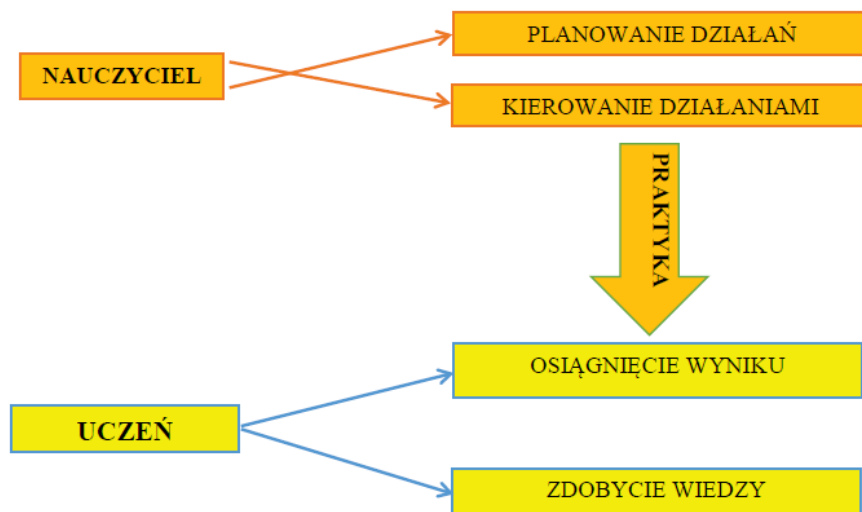 PLANOWANIE DZIAŁAŃ
NAUCZYCIEL
KIEROWANIE DZIAŁANIAMI
PRAKTYKA
OSIĄGNIĘCIE WYNIKU
UCZEŃ
ZDOBYCIE WIEDZY